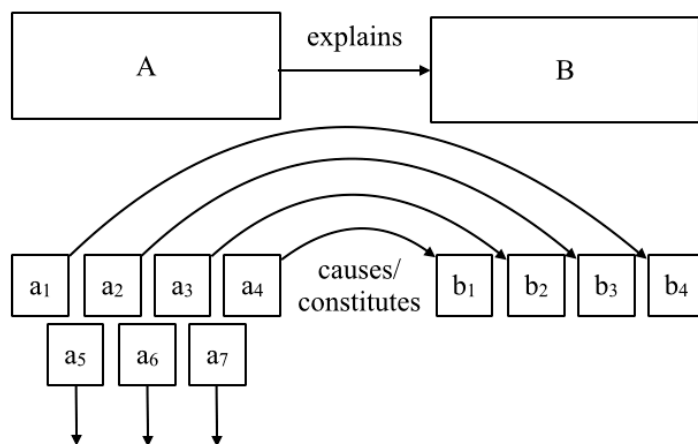 explains
A
B
a₁ a₂ a₃ a₄
causes/
constitutes
b₁ b₂ b₃ b₄
a₅ a₆ a₇